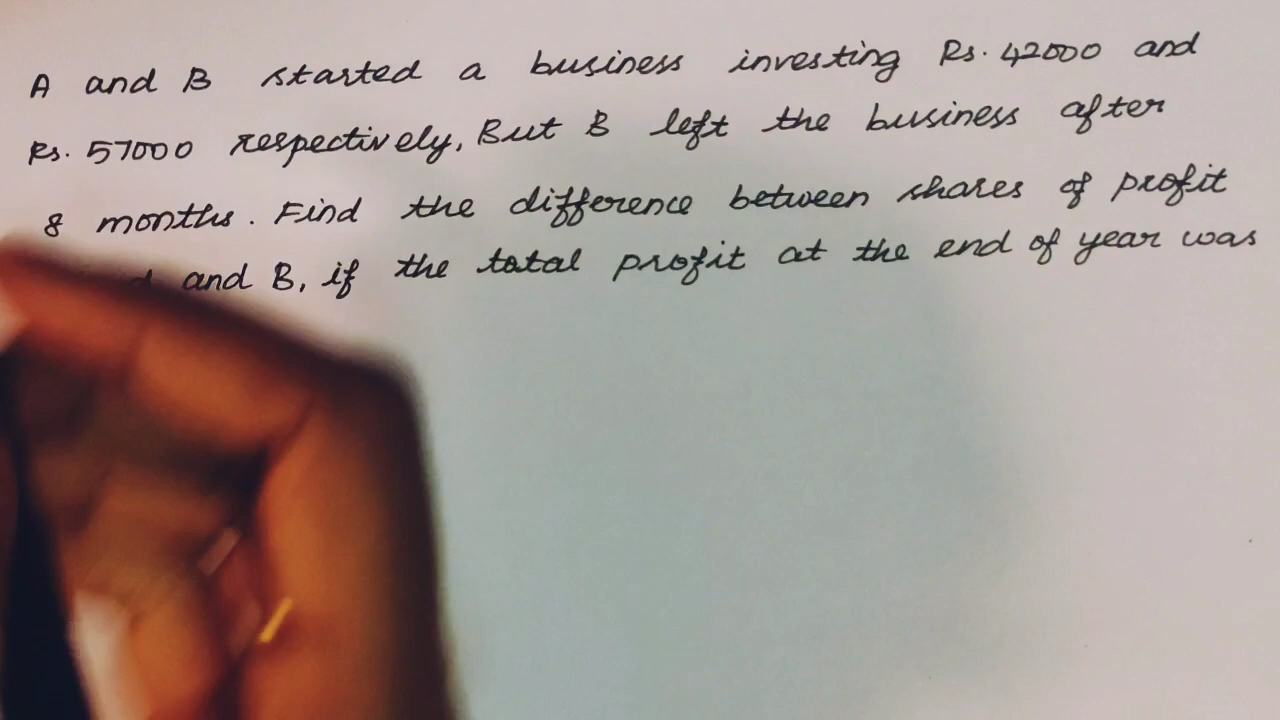 A and B started a business investing Rs. 42000 and
Rs. 57000 respectively, But B left the business after
8 months. Find the difference between shares of profit
and B, if the total profit at the end of year was